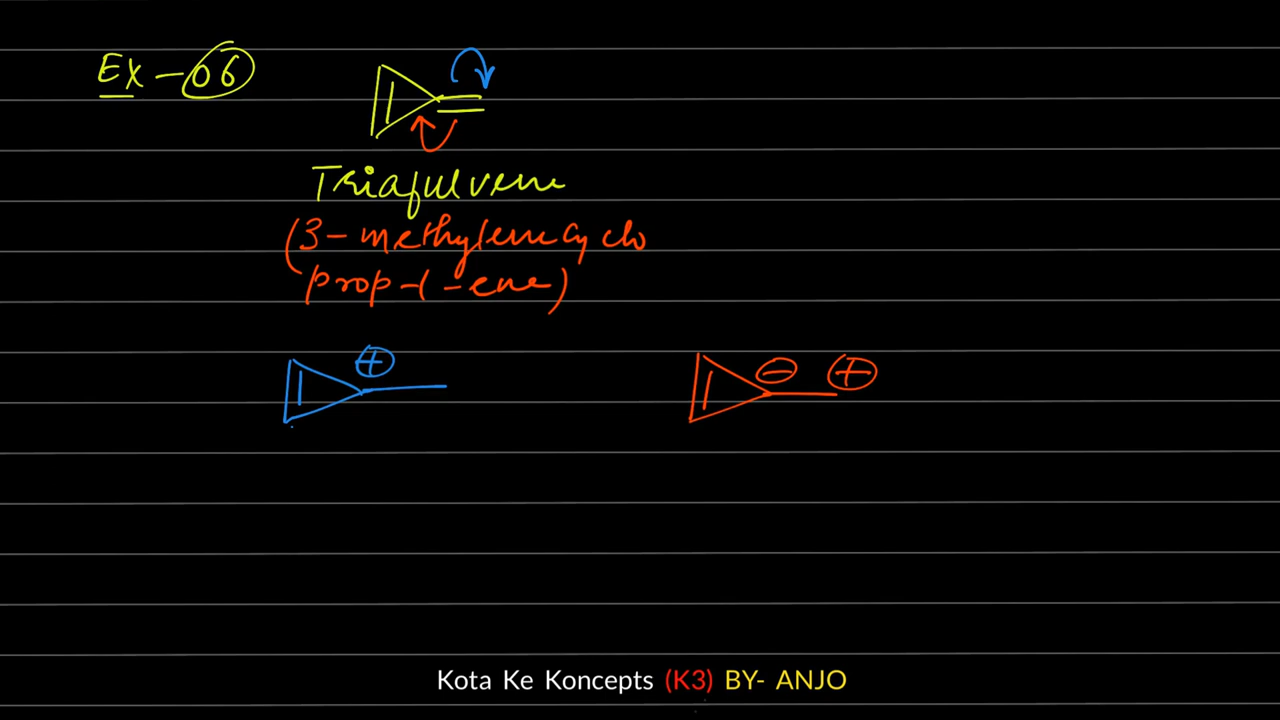 Ex - 06
Triafulvene
(3-methylenecyclo
prop-1-ene)
⊕
⊖ ⊕
Kota Ke Koncepts (K3) BY- ANJO